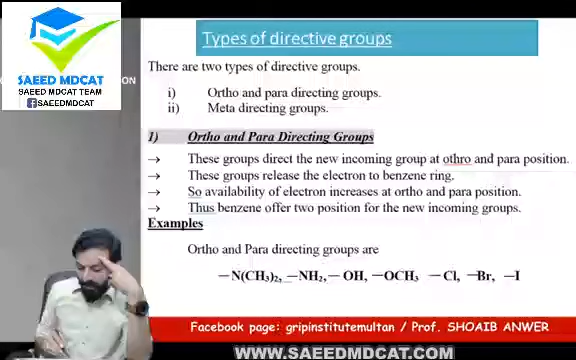 Types of directive groups
SAEED MDCAT
SAEED MDCAT TEAM
SAEEDMDCAT
ON
There are two types of directive groups.
i) Ortho and para directing groups.
ii) Meta directing groups.
1) Ortho and Para Directing Groups
→ These groups direct the new incoming group at othro and para position.
→ These groups release the electron to benzene ring.
→ So availability of electron increases at ortho and para position.
→ Thus benzene offer two position for the new incoming groups.
Examples
Ortho and Para directing groups are
—N(CH₃)₂, —NH₂, — OH, —OCH₃ — Cl, —Br, —I
Facebook page: gripinstitutemultan / Prof. SHOAIB ANWER
WWW.SAEEDMDCAT.COM